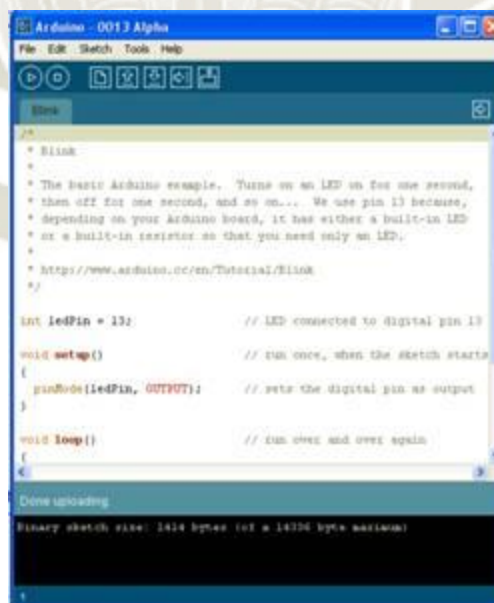 Arduino - 0013 Alpha
File Edit Sketch Tools Help
Blink
/*
* Blink
*
* The basic Arduino example. Turns on an LED on for one second,
* then off for one second, and so on... We use pin 13 because,
* depending on your Arduino board, it has either a built-in LED
* or a built-in resistor so that you need only an LED.
*
* http://www.arduino.cc/en/Tutorial/Blink
*/
int ledPin = 13; // LED connected to digital pin 13
void setup() // run once, when the sketch starts
{
pinMode(ledPin, OUTPUT); // sets the digital pin as output
}
void loop() // run over and over again
{
Done uploading
Binary sketch size: 1414 bytes (of a 14336 byte maximum)
1